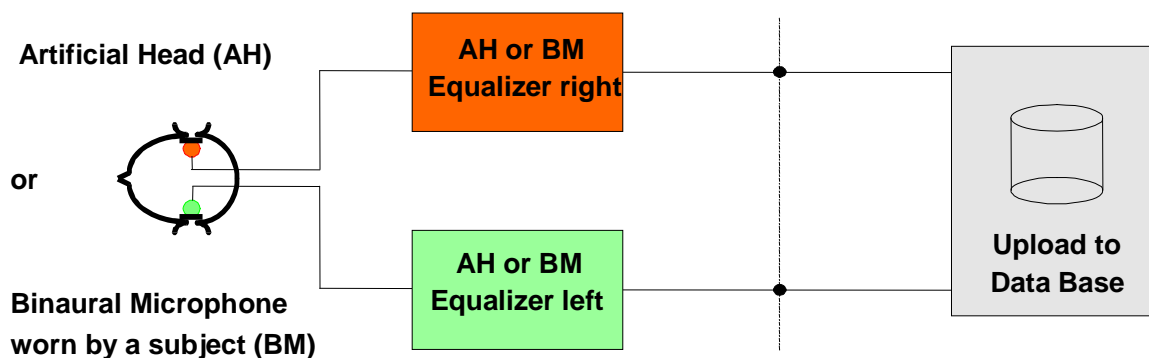 Artificial Head (AH)
or
Binaural Microphone
worn by a subject (BM)
AH or BM
Equalizer right
AH or BM
Equalizer left
Upload to
Data Base